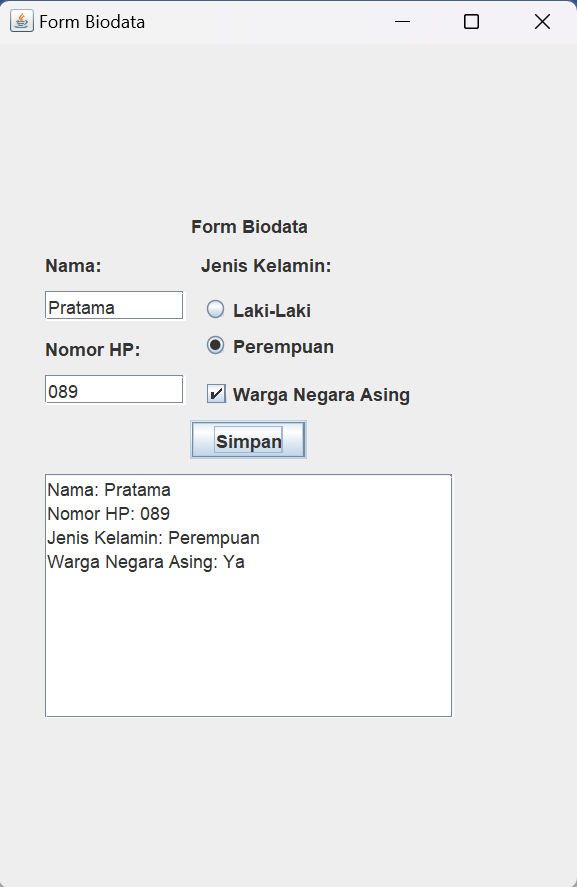 Form Biodata
Form Biodata
Nama:
Jenis Kelamin:
Pratama
Laki-Laki
Nomor HP:
Perempuan
089
Warga Negara Asing
Simpan
Nama: Pratama
Nomor HP: 089
Jenis Kelamin: Perempuan
Warga Negara Asing: Ya